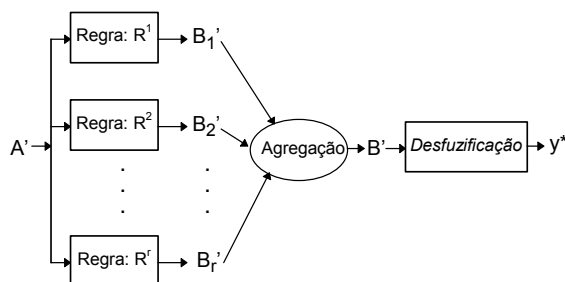 Regra: R¹
B₁’
Regra: R²
B₂’
A’
Agregação
B’
Desfuzificação
y*
Regra: Rʳ
Bᵣ’